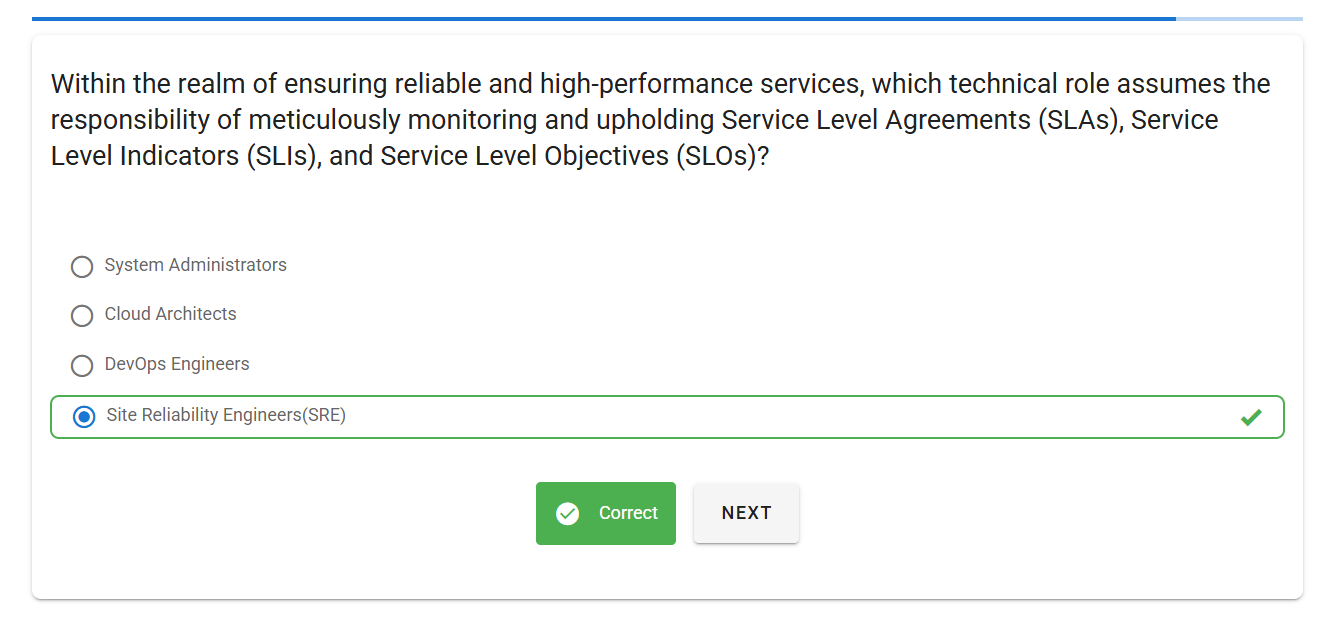 Within the realm of ensuring reliable and high-performance services, which technical role assumes the
responsibility of meticulously monitoring and upholding Service Level Agreements (SLAs), Service
Level Indicators (SLIs), and Service Level Objectives (SLOs)?
System Administrators
Cloud Architects
DevOps Engineers
Site Reliability Engineers(SRE)
Correct
NEXT